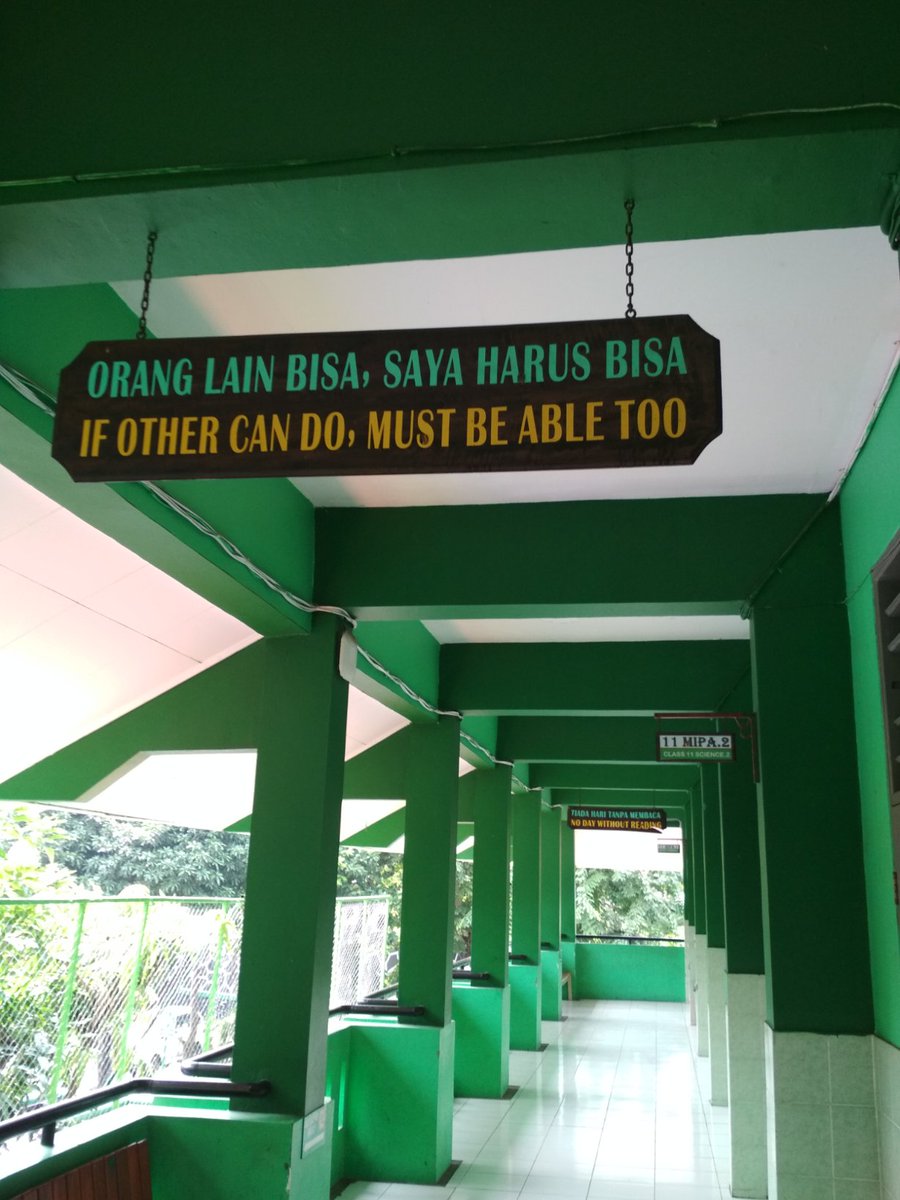 ORANG LAIN BISA, SAYA HARUS BISA
IF OTHER CAN DO, MUST BE ABLE TOO
11 MIPA.2
CLASS 11 SCIENCE.2
TIADA HARI TANPA MEMBACA
NO DAY WITHOUT READING